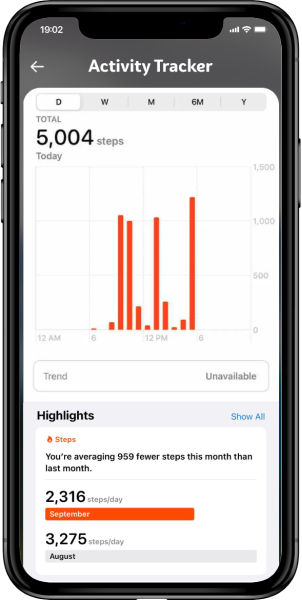 19:02
Activity Tracker
D W M 6M Y
TOTAL
5,004 steps
Today
1,500
1,000
500
0
12 AM 6 12 PM 6
Trend Unavailable
Highlights Show All
Steps
You're averaging 959 fewer steps this month than
last month.
2,316 steps/day
September
3,275 steps/day
August